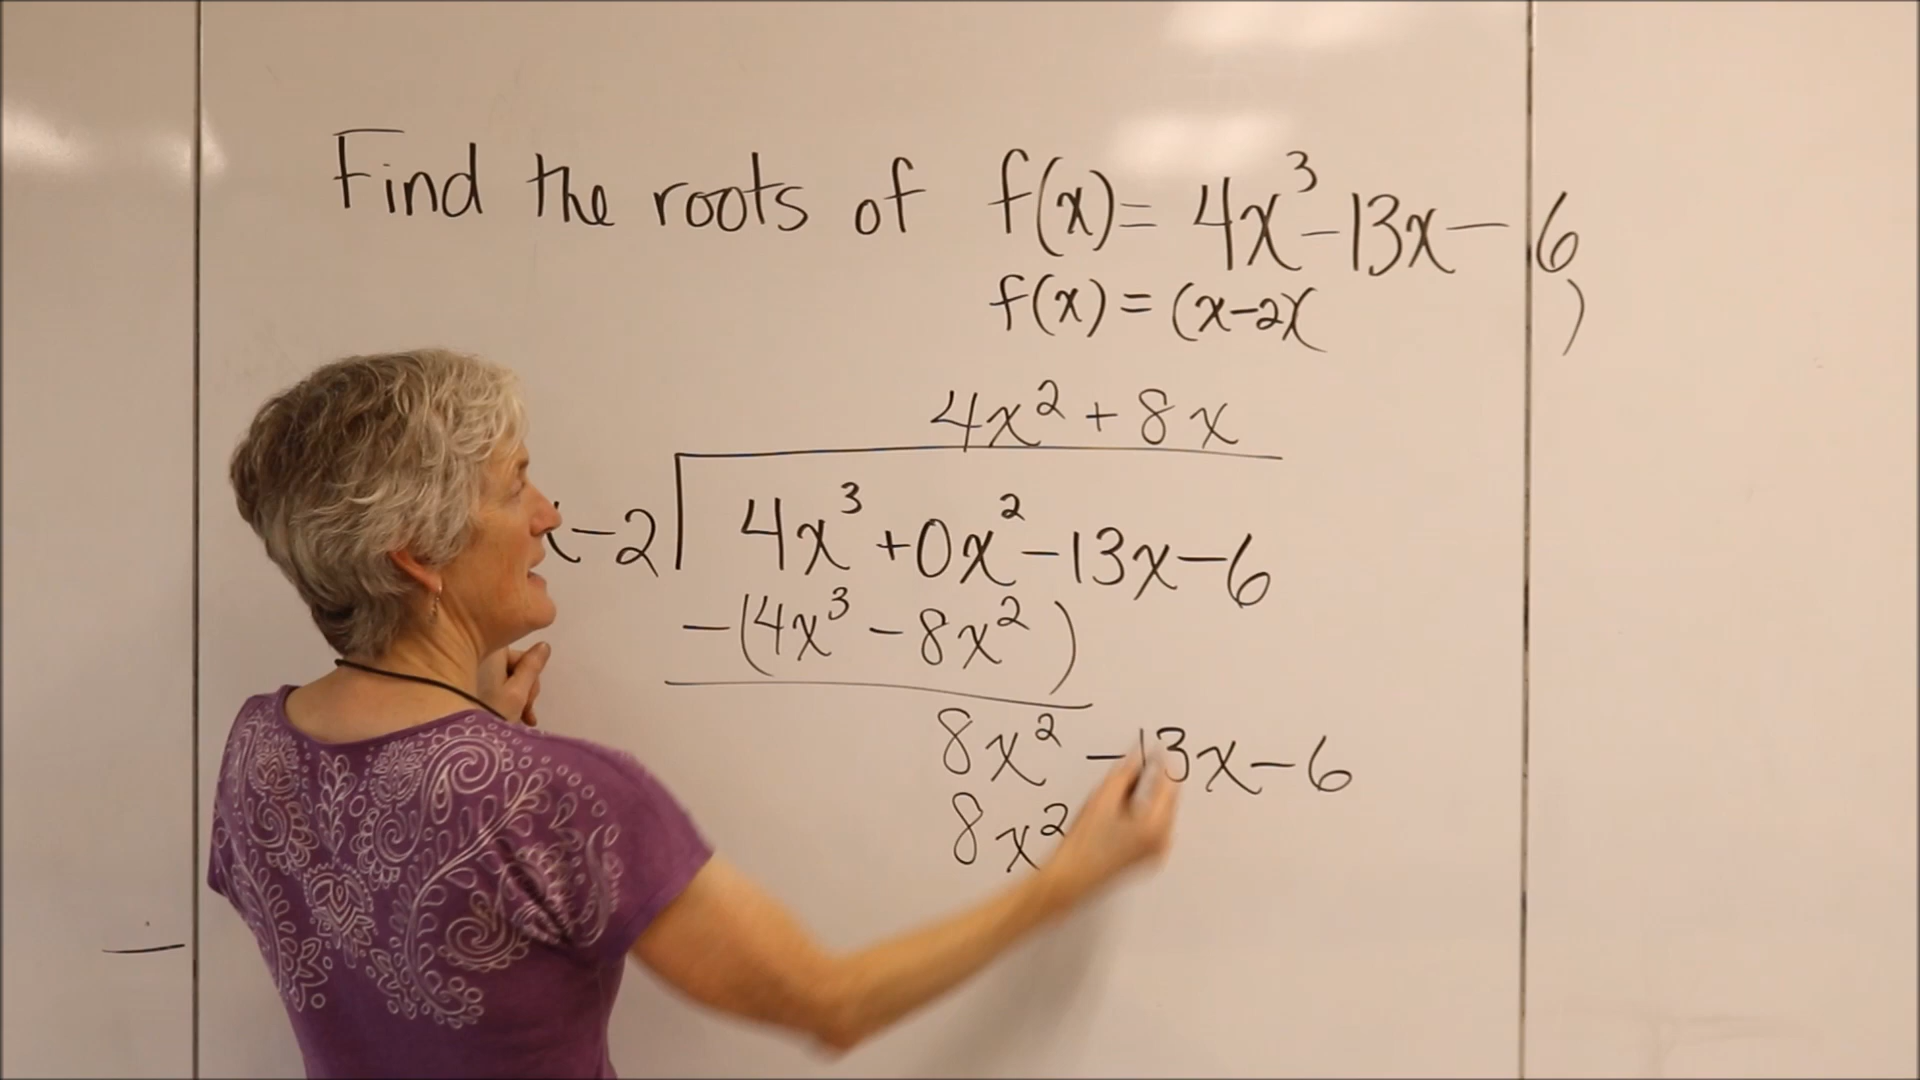 Find the roots of f(x) = 4x³ - 13x - 6
f(x) = (x-2)( )
4x² + 8x
x-2 4x³ + 0x² - 13x - 6
-(4x³ - 8x²)
8x² - 13x - 6
8x²